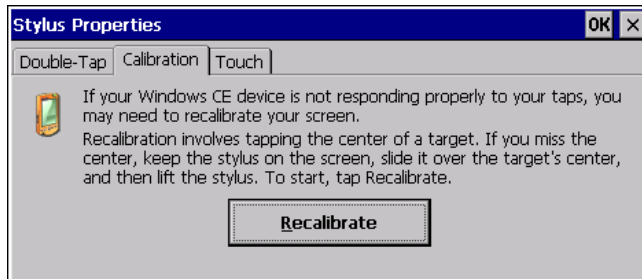 Stylus Properties OK ×
Double-Tap Calibration Touch
If your Windows CE device is not responding properly to your taps, you
may need to recalibrate your screen.
Recalibration involves tapping the center of a target. If you miss the
center, keep the stylus on the screen, slide it over the target's center,
and then lift the stylus. To start, tap Recalibrate.
Recalibrate